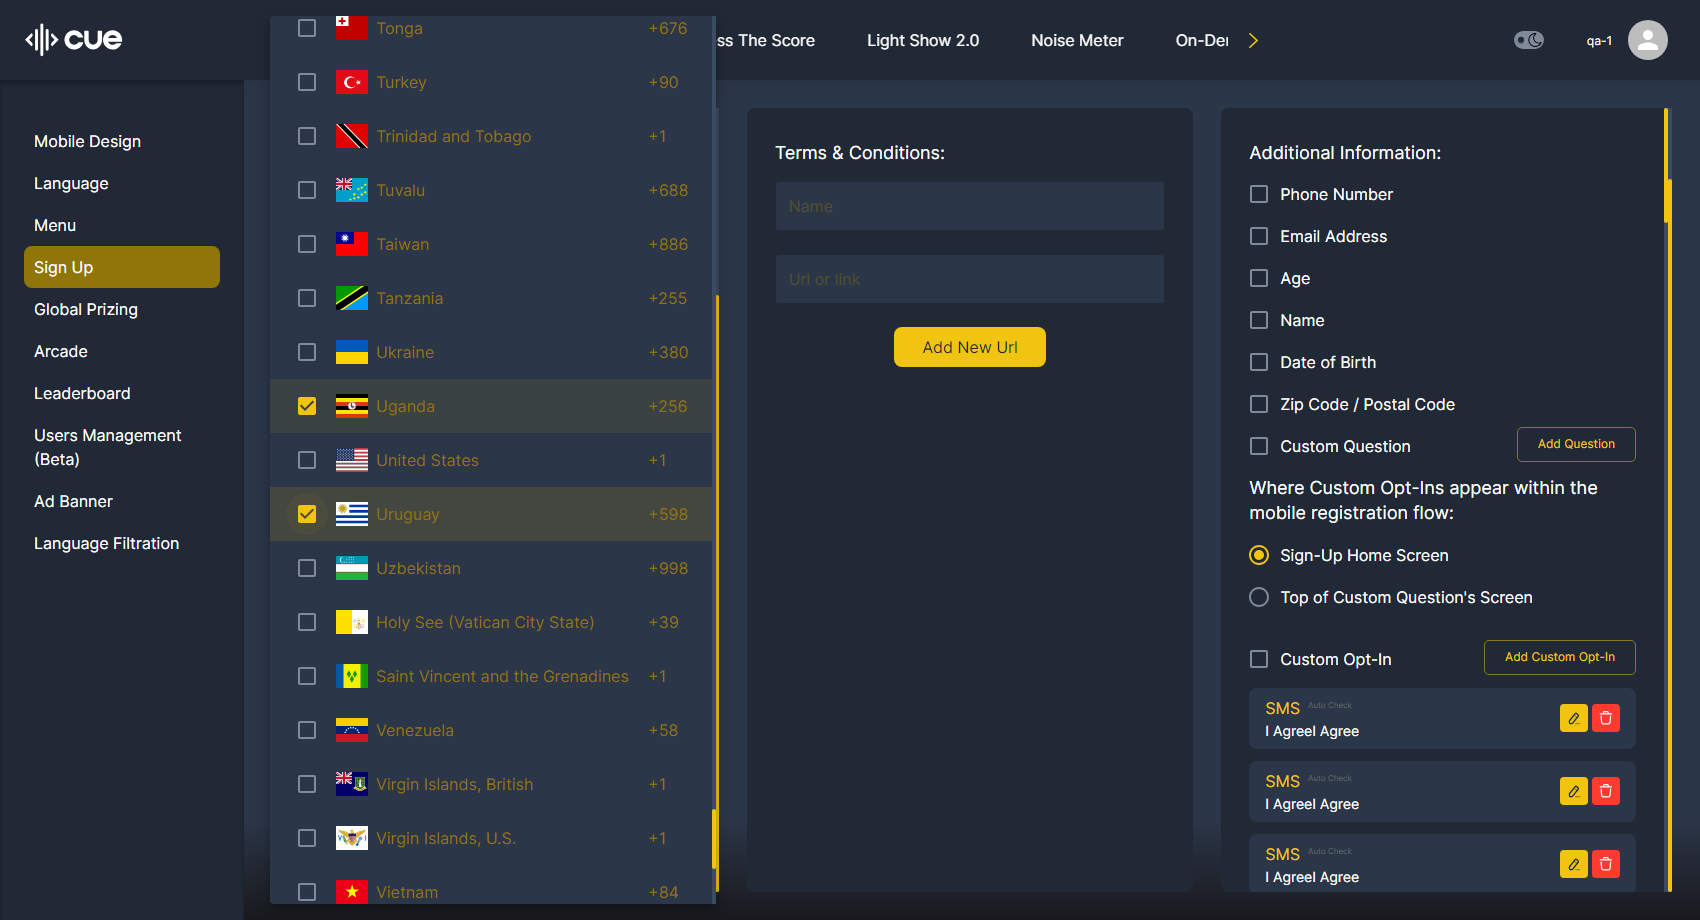 cue
ss The Score
Light Show 2.0
Noise Meter
On-De
qa-1
Mobile Design
Language
Menu
Sign Up
Global Prizing
Arcade
Leaderboard
Users Management
(Beta)
Ad Banner
Language Filtration
Tonga +676
Turkey +90
Trinidad and Tobago +1
Tuvalu +688
Taiwan +886
Tanzania +255
Ukraine +380
Uganda +256
United States +1
Uruguay +598
Uzbekistan +998
Holy See (Vatican City State) +39
Saint Vincent and the Grenadines +1
Venezuela +58
Virgin Islands, British +1
Virgin Islands, U.S. +1
Vietnam +84
Terms & Conditions:
Name
Url or link
Add New Url
Additional Information:
Phone Number
Email Address
Age
Name
Date of Birth
Zip Code / Postal Code
Custom Question
Add Question
Where Custom Opt-Ins appear within the
mobile registration flow:
Sign-Up Home Screen
Top of Custom Question's Screen
Custom Opt-In
Add Custom Opt-In
SMS Auto Check
I AgreeI Agree
SMS Auto Check
I AgreeI Agree
SMS Auto Check
I AgreeI Agree